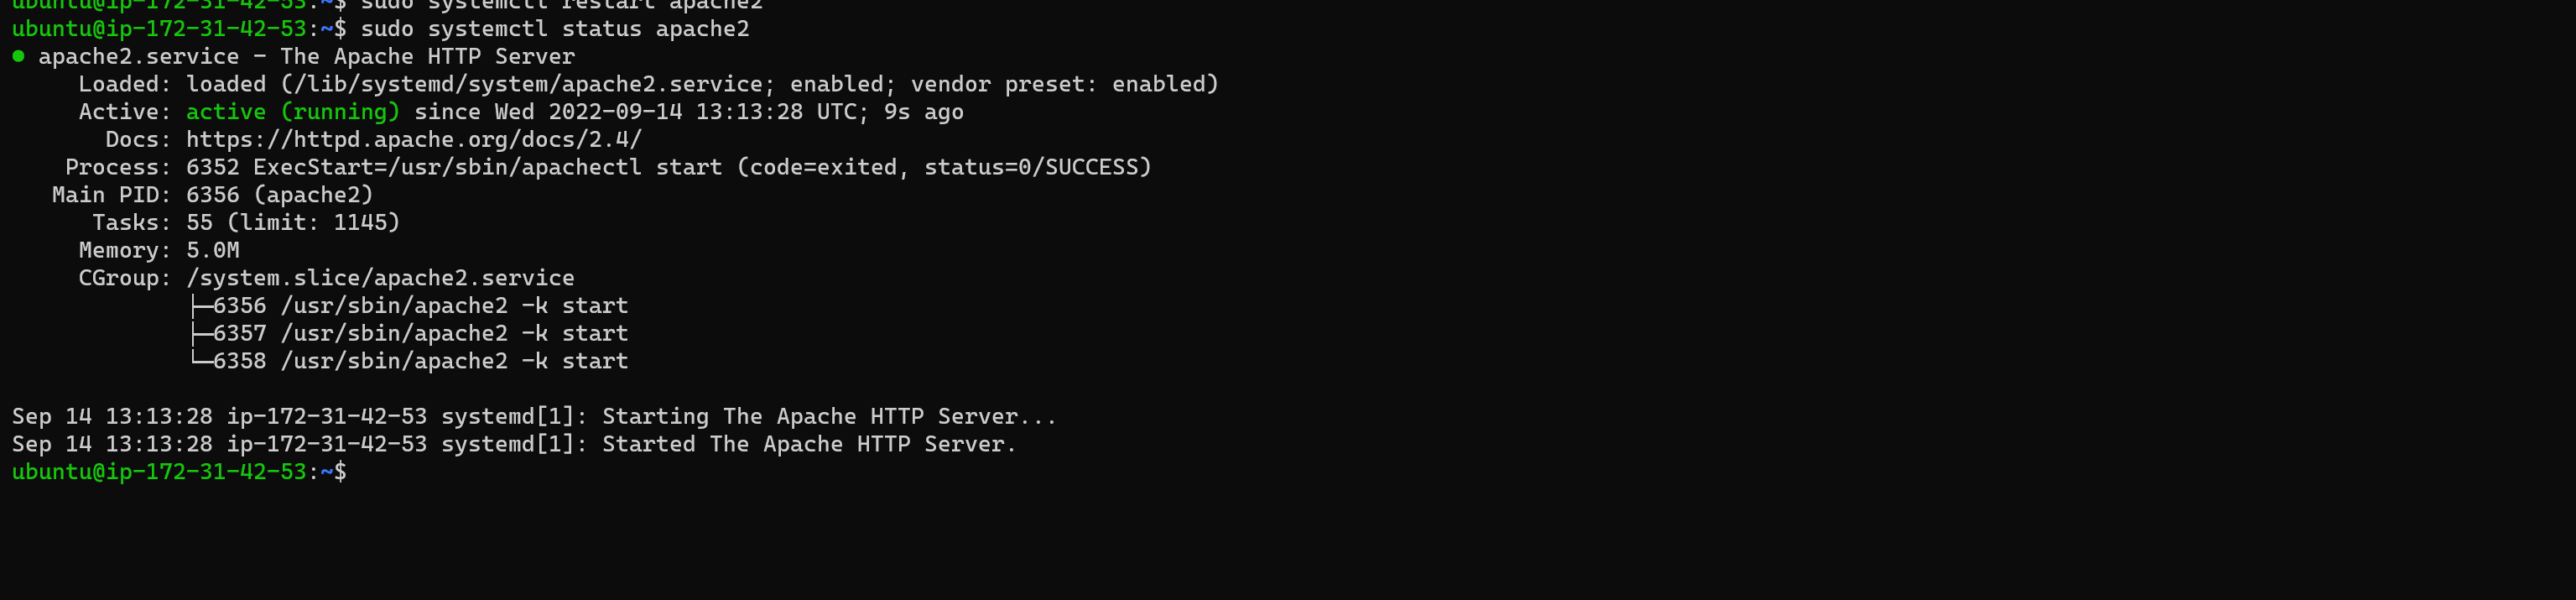 ubuntu@ip-172-31-42-53:~$ sudo systemctl restart apache2
ubuntu@ip-172-31-42-53:~$ sudo systemctl status apache2
● apache2.service - The Apache HTTP Server
     Loaded: loaded (/lib/systemd/system/apache2.service; enabled; vendor preset: enabled)
     Active: active (running) since Wed 2022-09-14 13:13:28 UTC; 9s ago
       Docs: https://httpd.apache.org/docs/2.4/
    Process: 6352 ExecStart=/usr/sbin/apachectl start (code=exited, status=0/SUCCESS)
   Main PID: 6356 (apache2)
      Tasks: 55 (limit: 1145)
     Memory: 5.0M
     CGroup: /system.slice/apache2.service
             ├─6356 /usr/sbin/apache2 -k start
             ├─6357 /usr/sbin/apache2 -k start
             └─6358 /usr/sbin/apache2 -k start

Sep 14 13:13:28 ip-172-31-42-53 systemd[1]: Starting The Apache HTTP Server...
Sep 14 13:13:28 ip-172-31-42-53 systemd[1]: Started The Apache HTTP Server.
ubuntu@ip-172-31-42-53:~$